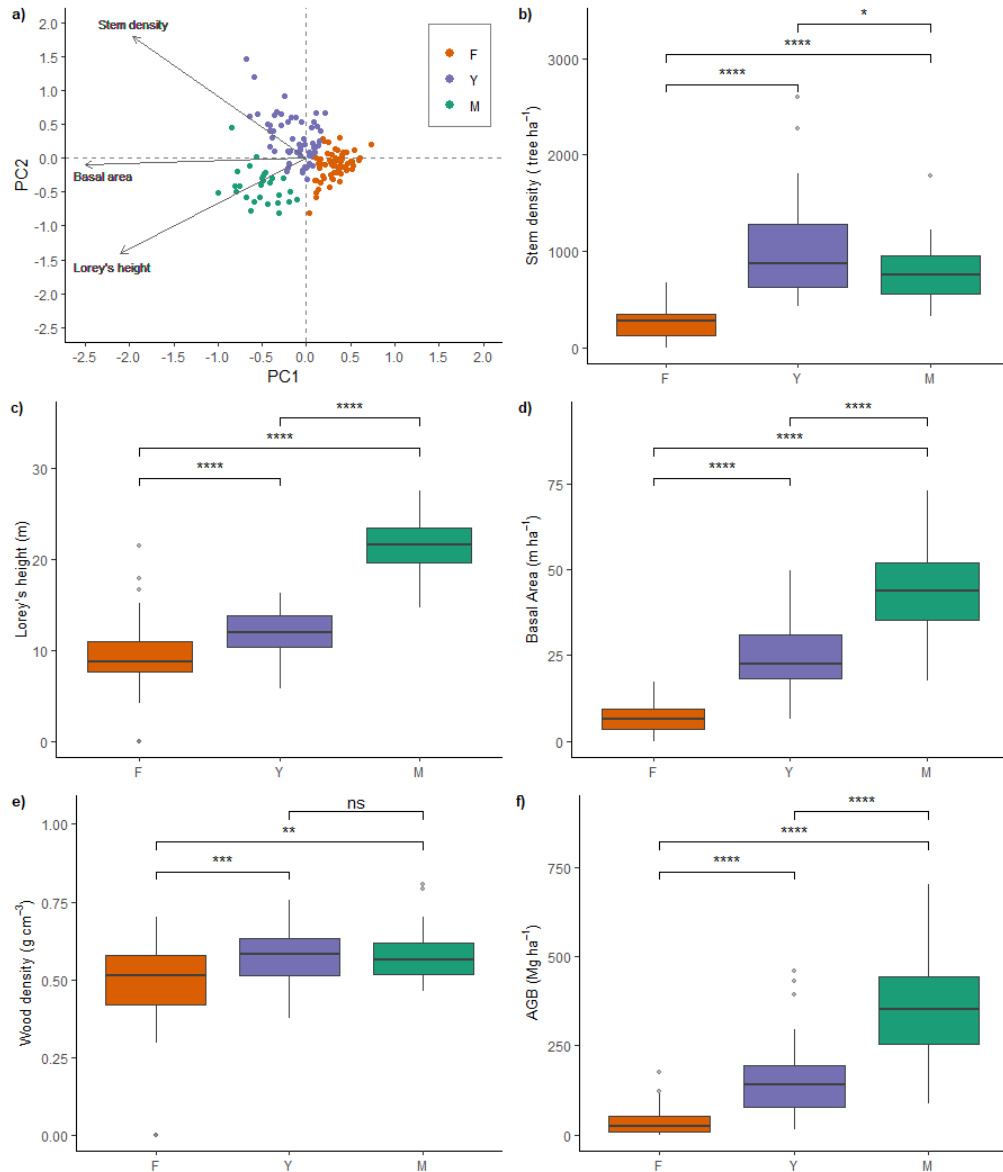 a)
2.0
1.5
1.0
0.5
0.0
-0.5
-1.0
-1.5
-2.0
-2.5
PC2
Stem density
Basal area
Lorey's height
F
Y
M
-2.5 -2.0 -1.5 -1.0 -0.5 0.0 0.5 1.0 1.5 2.0
PC1
b)
*
****
****
3000
2000
1000
0
Stem density ( tree ha⁻¹)
F Y M
c)
****
****
****
30
20
10
0
Lorey's height (m)
F Y M
d)
****
****
****
75
50
25
0
Basal Area (m ha⁻¹)
F Y M
e)
ns
**
***
1.00
0.75
0.50
0.25
0.00
Wood density (g cm⁻³)
F Y M
f)
****
****
****
750
500
250
0
AGB (Mg ha⁻¹)
F Y M